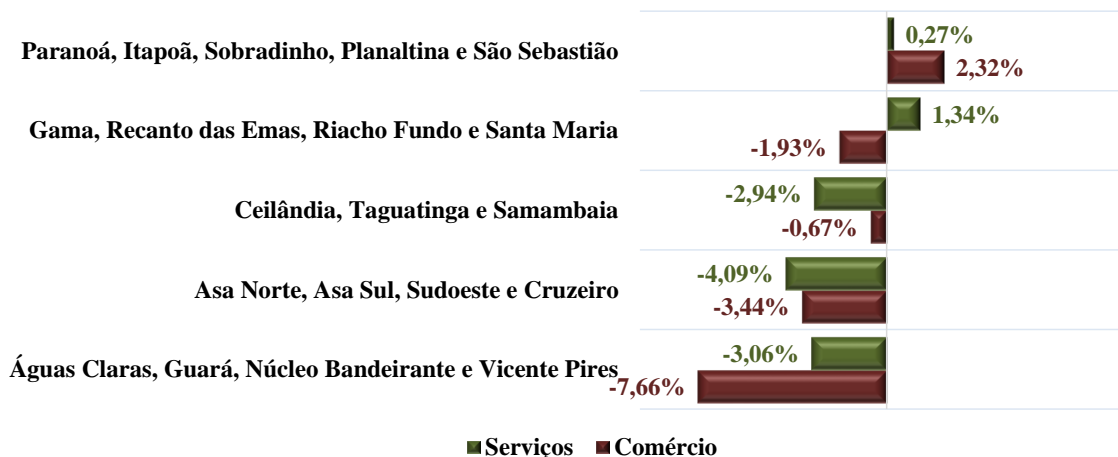 Paranoá, Itapoã, Sobradinho, Planaltina e São Sebastião
0,27%
2,32%
Gama, Recanto das Emas, Riacho Fundo e Santa Maria
1,34%
-1,93%
Ceilândia, Taguatinga e Samambaia
-2,94%
-0,67%
Asa Norte, Asa Sul, Sudoeste e Cruzeiro
-4,09%
-3,44%
Águas Claras, Guará, Núcleo Bandeirante e Vicente Pires
-3,06%
-7,66%
Serviços Comércio